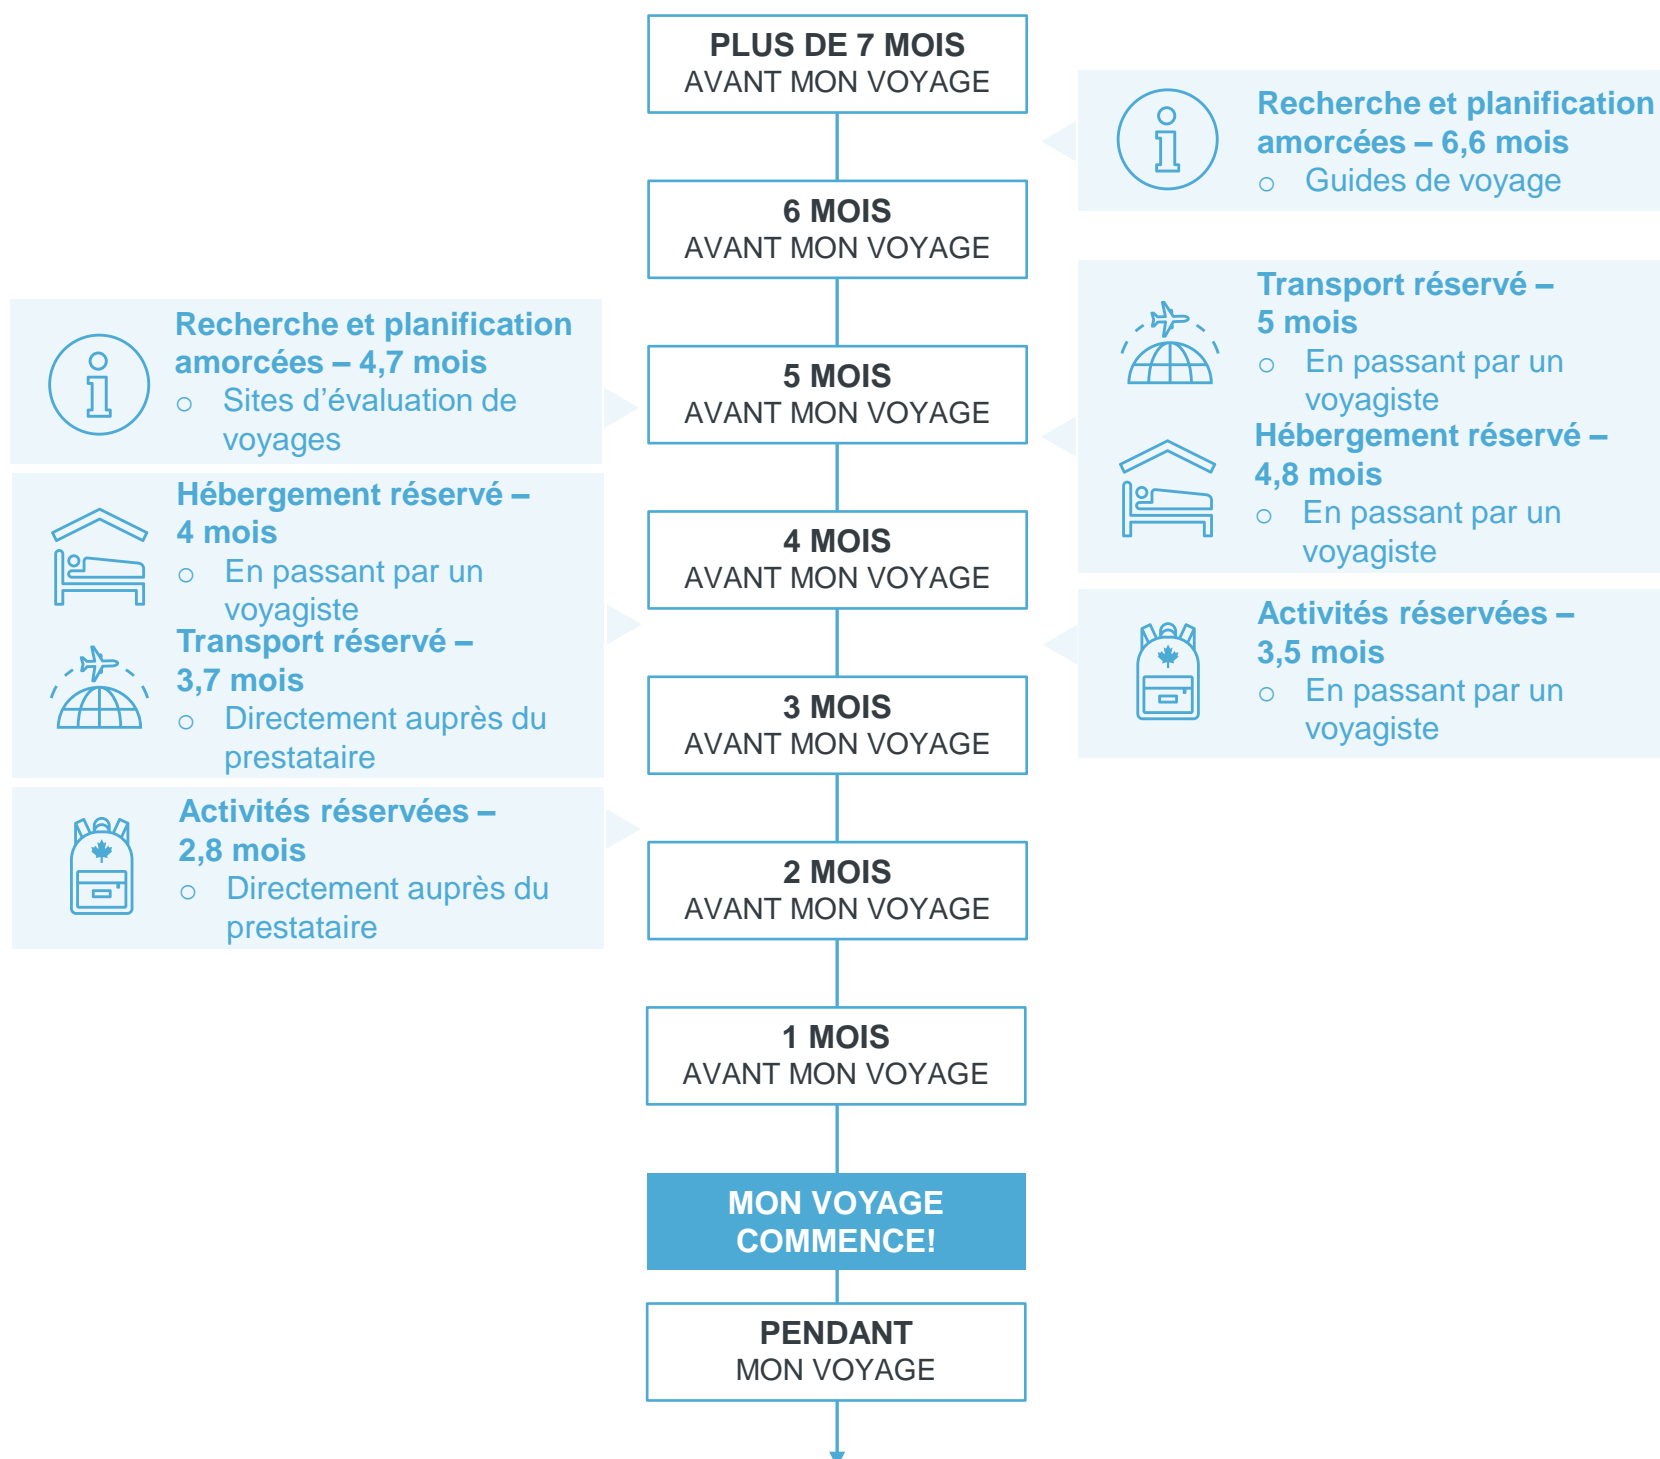 PLUS DE 7 MOIS
AVANT MON VOYAGE
Recherche et planification
amorcées – 6,6 mois
o Guides de voyage
6 MOIS
AVANT MON VOYAGE
Transport réservé –
5 mois
o En passant par un
voyagiste
Hébergement réservé –
4,8 mois
o En passant par un
voyagiste
Recherche et planification
amorcées – 4,7 mois
o Sites d’évaluation de
voyages
5 MOIS
AVANT MON VOYAGE
Hébergement réservé –
4 mois
o En passant par un
voyagiste
Transport réservé –
3,7 mois
o Directement auprès du
prestataire
4 MOIS
AVANT MON VOYAGE
Activités réservées –
3,5 mois
o En passant par un
voyagiste
3 MOIS
AVANT MON VOYAGE
Activités réservées –
2,8 mois
o Directement auprès du
prestataire
2 MOIS
AVANT MON VOYAGE
1 MOIS
AVANT MON VOYAGE
MON VOYAGE
COMMENCE!
PENDANT
MON VOYAGE